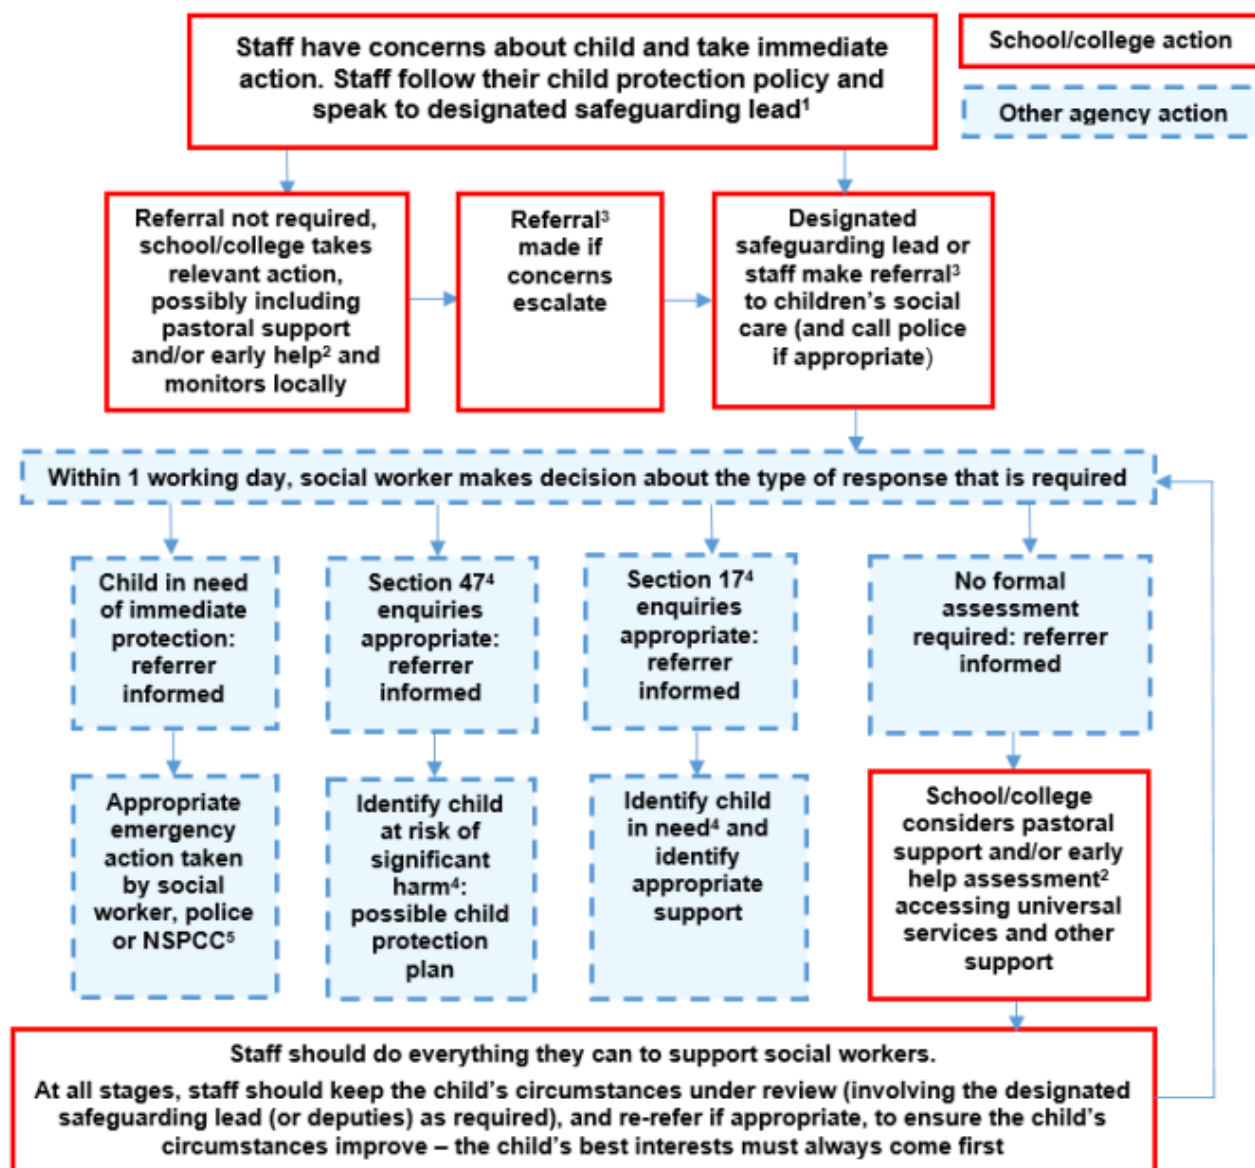 Staff have concerns about child and take immediate
action. Staff follow their child protection policy and
speak to designated safeguarding lead¹
School/college action
Other agency action
Referral not required,
school/college takes
relevant action,
possibly including
pastoral support
and/or early help² and
monitors locally
Referral³
made if
concerns
escalate
Designated
safeguarding lead or
staff make referral³
to children’s social
care (and call police
if appropriate)
Within 1 working day, social worker makes decision about the type of response that is required
Child in need
of immediate
protection:
referrer
informed
Section 47⁴
enquiries
appropriate:
referrer
informed
Section 17⁴
enquiries
appropriate:
referrer
informed
No formal
assessment
required: referrer
informed
Appropriate
emergency
action taken
by social
worker, police
or NSPCC⁵
Identify child
at risk of
significant
harm⁴:
possible child
protection
plan
Identify child
in need⁴ and
identify
appropriate
support
School/college
considers pastoral
support and/or early
help assessment²
accessing universal
services and other
support
Staff should do everything they can to support social workers.
At all stages, staff should keep the child’s circumstances under review (involving the designated
safeguarding lead (or deputies) as required), and re-refer if appropriate, to ensure the child’s
circumstances improve – the child’s best interests must always come first